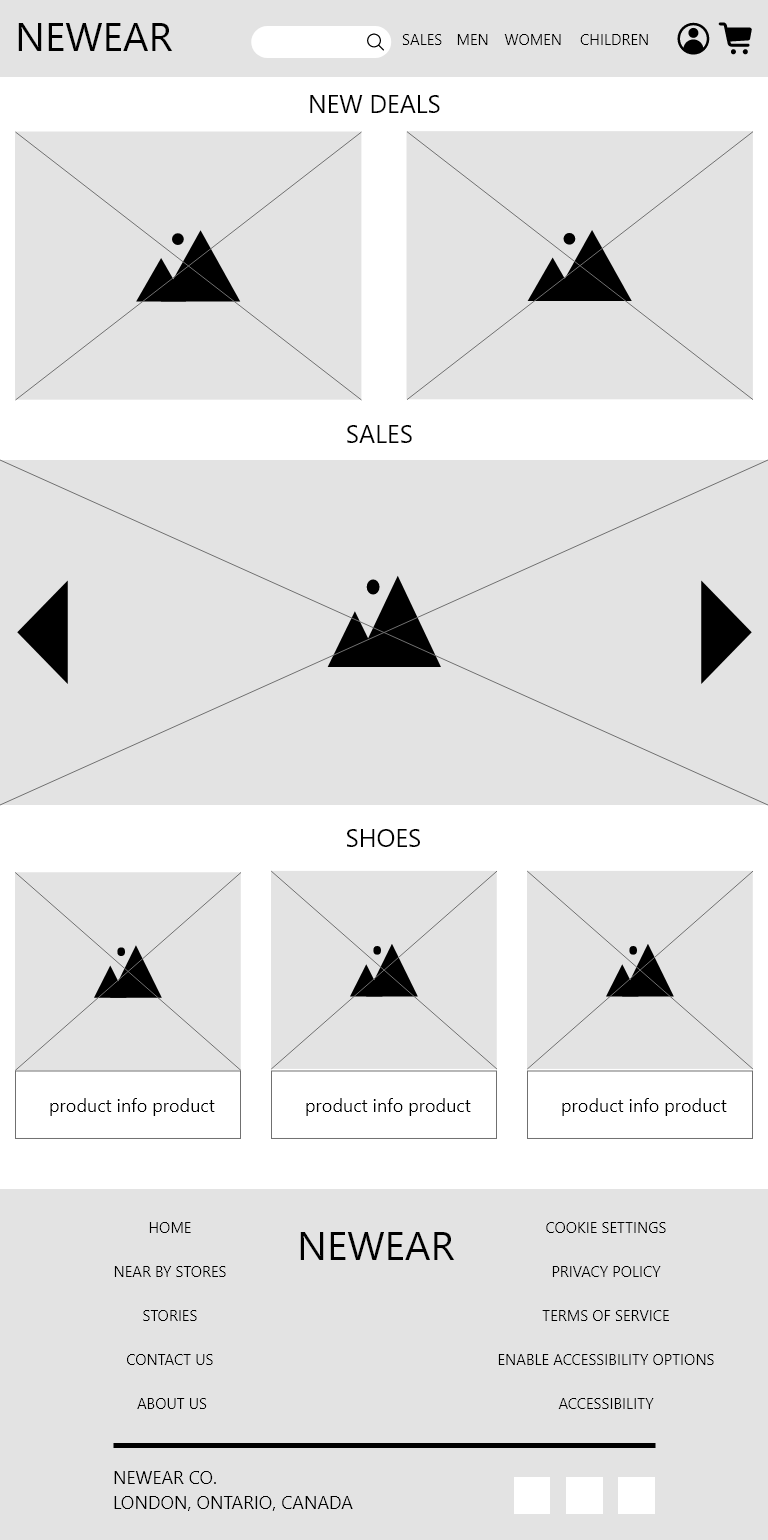 NEWEAR
SALES MEN WOMEN CHILDREN
NEW DEALS
SALES
SHOES
product info product
product info product
product info product
HOME
NEAR BY STORES
STORIES
CONTACT US
ABOUT US
NEWEAR
COOKIE SETTINGS
PRIVACY POLICY
TERMS OF SERVICE
ENABLE ACCESSIBILITY OPTIONS
ACCESSIBILITY
NEWEAR CO.
LONDON, ONTARIO, CANADA